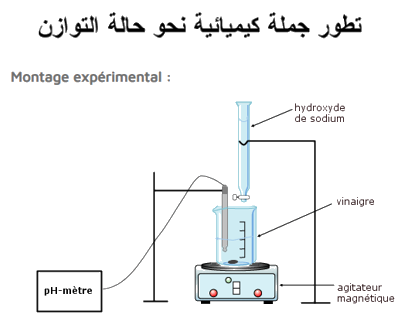 تطور جملة كيميائية نحو حالة التوازن
Montage expérimental :
hydroxyde
de sodium
vinaigre
pH-mètre
agitateur
magnétique